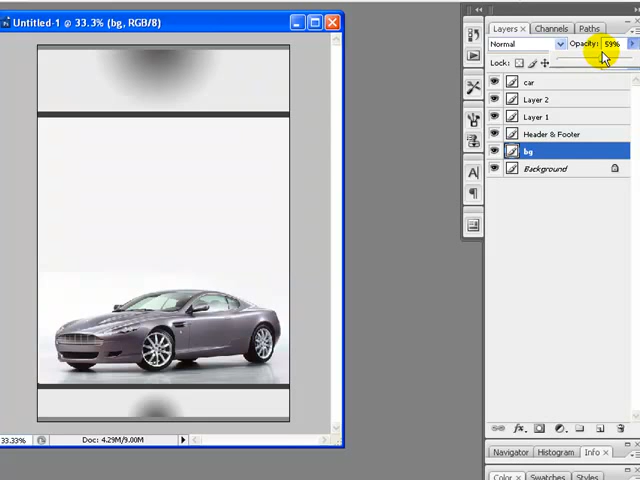 Untitled-1 @ 33.3% (bg, RGB/8)
Layers x Channels Paths
Normal Opacity: 59%
Lock:
car
Layer 2
Layer 1
Header & Footer
bg
Background
33.33% Doc: 4.29M/9.00M
Navigator Histogram Info x
Color x Swatches Styles